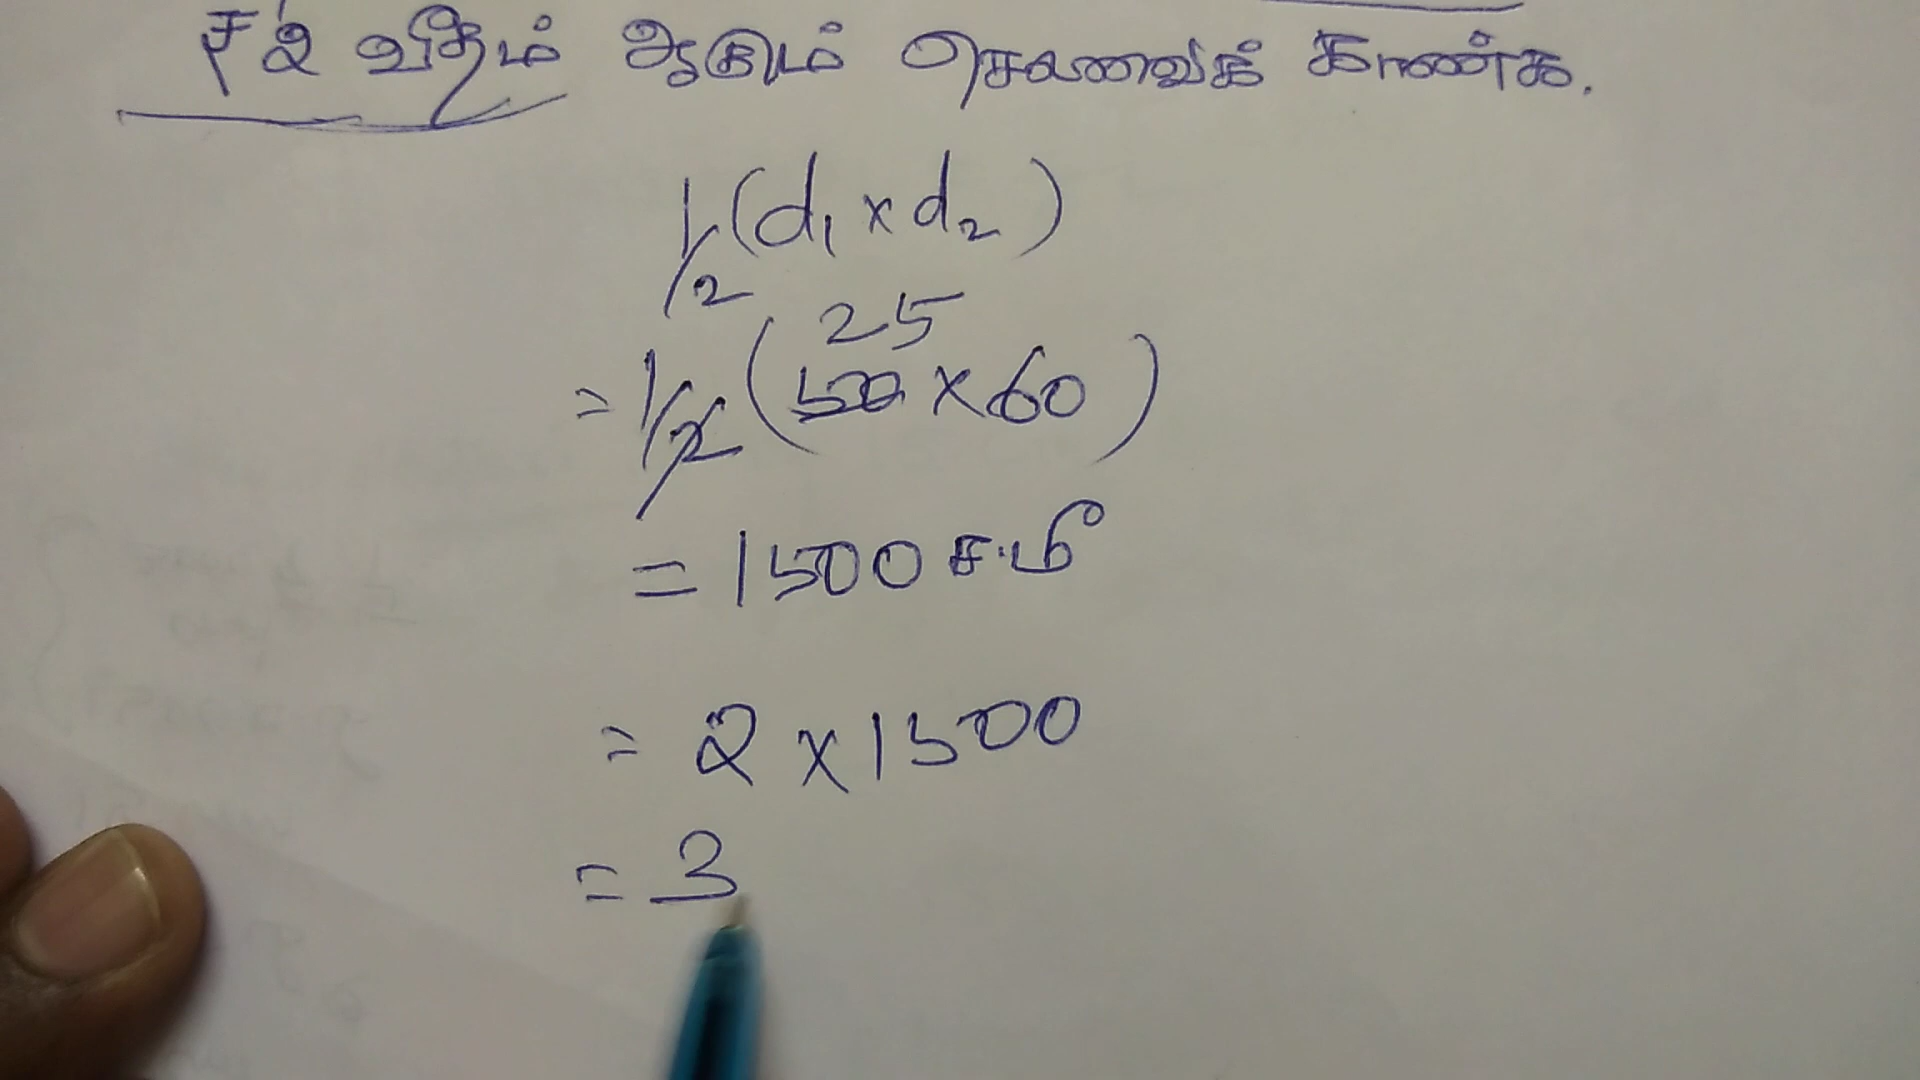 ₹2 வீதம் ஆகும் செலவைக் காண்க.
1/2 (d1 x d2)
25
= 1/2 (50 x 60)
= 1500 ச.மீ
= 2 x 1500
= 3